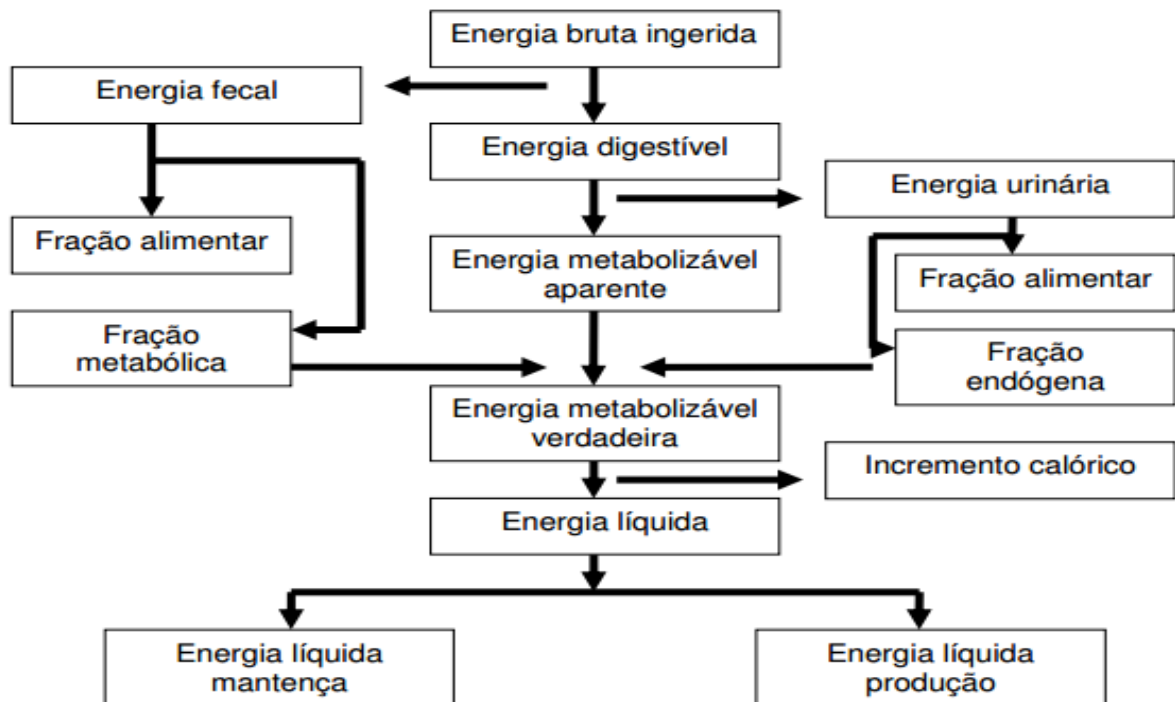 Energia bruta ingerida
Energia fecal
Energia digestível
Energia urinária
Fração alimentar
Energia metabolizável
aparente
Fração alimentar
Fração
metabólica
Fração
endógena
Energia metabolizável
verdadeira
Incremento calórico
Energia líquida
Energia líquida
mantença
Energia líquida
produção